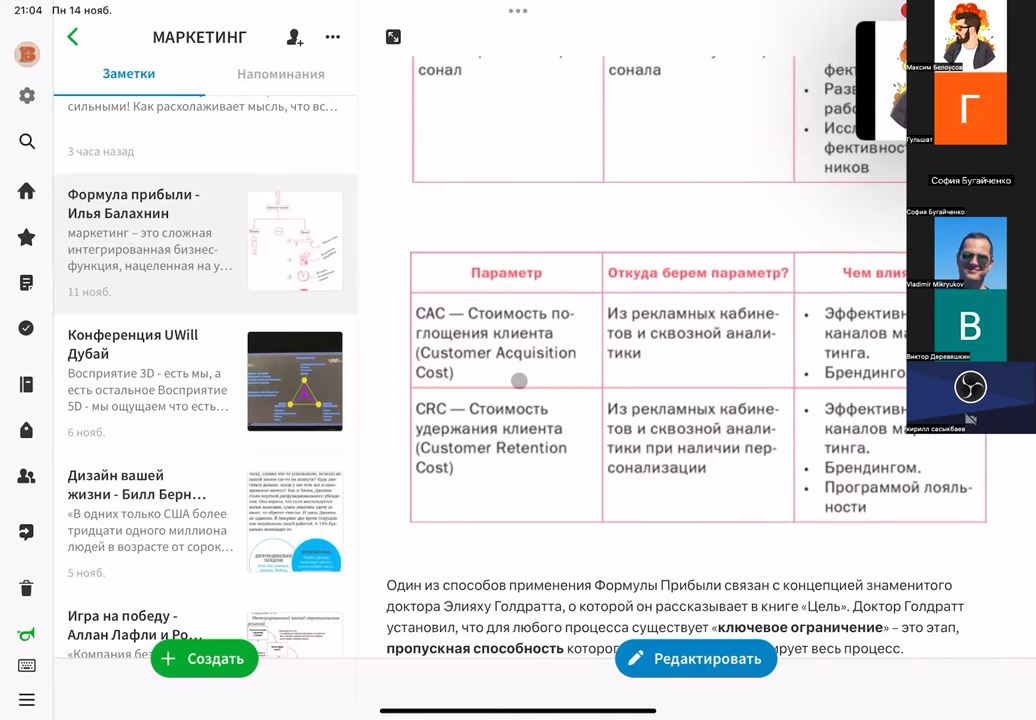 21:04 Пн 14 нояб.
МАРКЕТИНГ
Заметки
Напоминания
сильными! Как расхолаживает мысль, что вс…
3 часа назад
Формула прибыли -
Илья Балахнин
маркетинг – это сложная
интегрированная бизнес-
функция, нацеленная на у…
11 нояб.
Конференция UWill
Дубай
Восприятие 3D - есть мы, а
есть остальное Восприятие
5D - мы ощущаем что есть…
6 нояб.
Дизайн вашей
жизни - Билл Берн…
«В одних только США более
тридцати одного миллиона
людей в возрасте от сорок…
5 нояб.
Игра на победу -
Аллан Лафли и Ро…
«Компания без
Создать
сонал
сонала
фек
Разв
рабо
Иссл
фективнос
ников
Параметр
Откуда берем параметр?
Чем влия
CAC — Стоимость по-
глощения клиента
(Customer Acquisition
Cost)
Из рекламных кабине-
тов и сквозной анали-
тики
Эффективн
каналов ма
тинга.
Брендинго
CRC — Стоимость
удержания клиента
(Customer Retention
Cost)
Из рекламных кабине-
тов и сквозной анали-
тики при наличии пер-
сонализации
Эффективн
каналов ма
тинга.
Брендингом.
Программой лояль-
ности
Один из способов применения Формулы Прибыли связан с концепцией знаменитого
доктора Элияху Голдратта, о которой он рассказывает в книге «Цель». Доктор Голдратт
установил, что для любого процесса существует «ключевое ограничение» – это этап,
пропускная способность которо
ирует весь процесс.
Редактировать
Максим Белоусов
Г
Гульшат
София Бугайченко
София Бугайченко
Vladimir Mikryukov
В
Виктор Деревяшкин
кирилл сасыкбаев